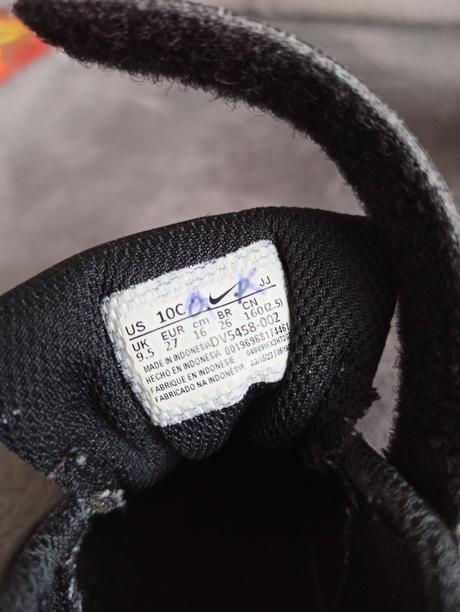 US 10C JJ
UK EUR cm BR CN
9.5 27 16 26 160(2.5)
MADE IN INDONESIA DV5458-002
HECHO EN INDONESIA
FABRIQUE EN INDONESIE
FABRICADO NA INDONÉSIA